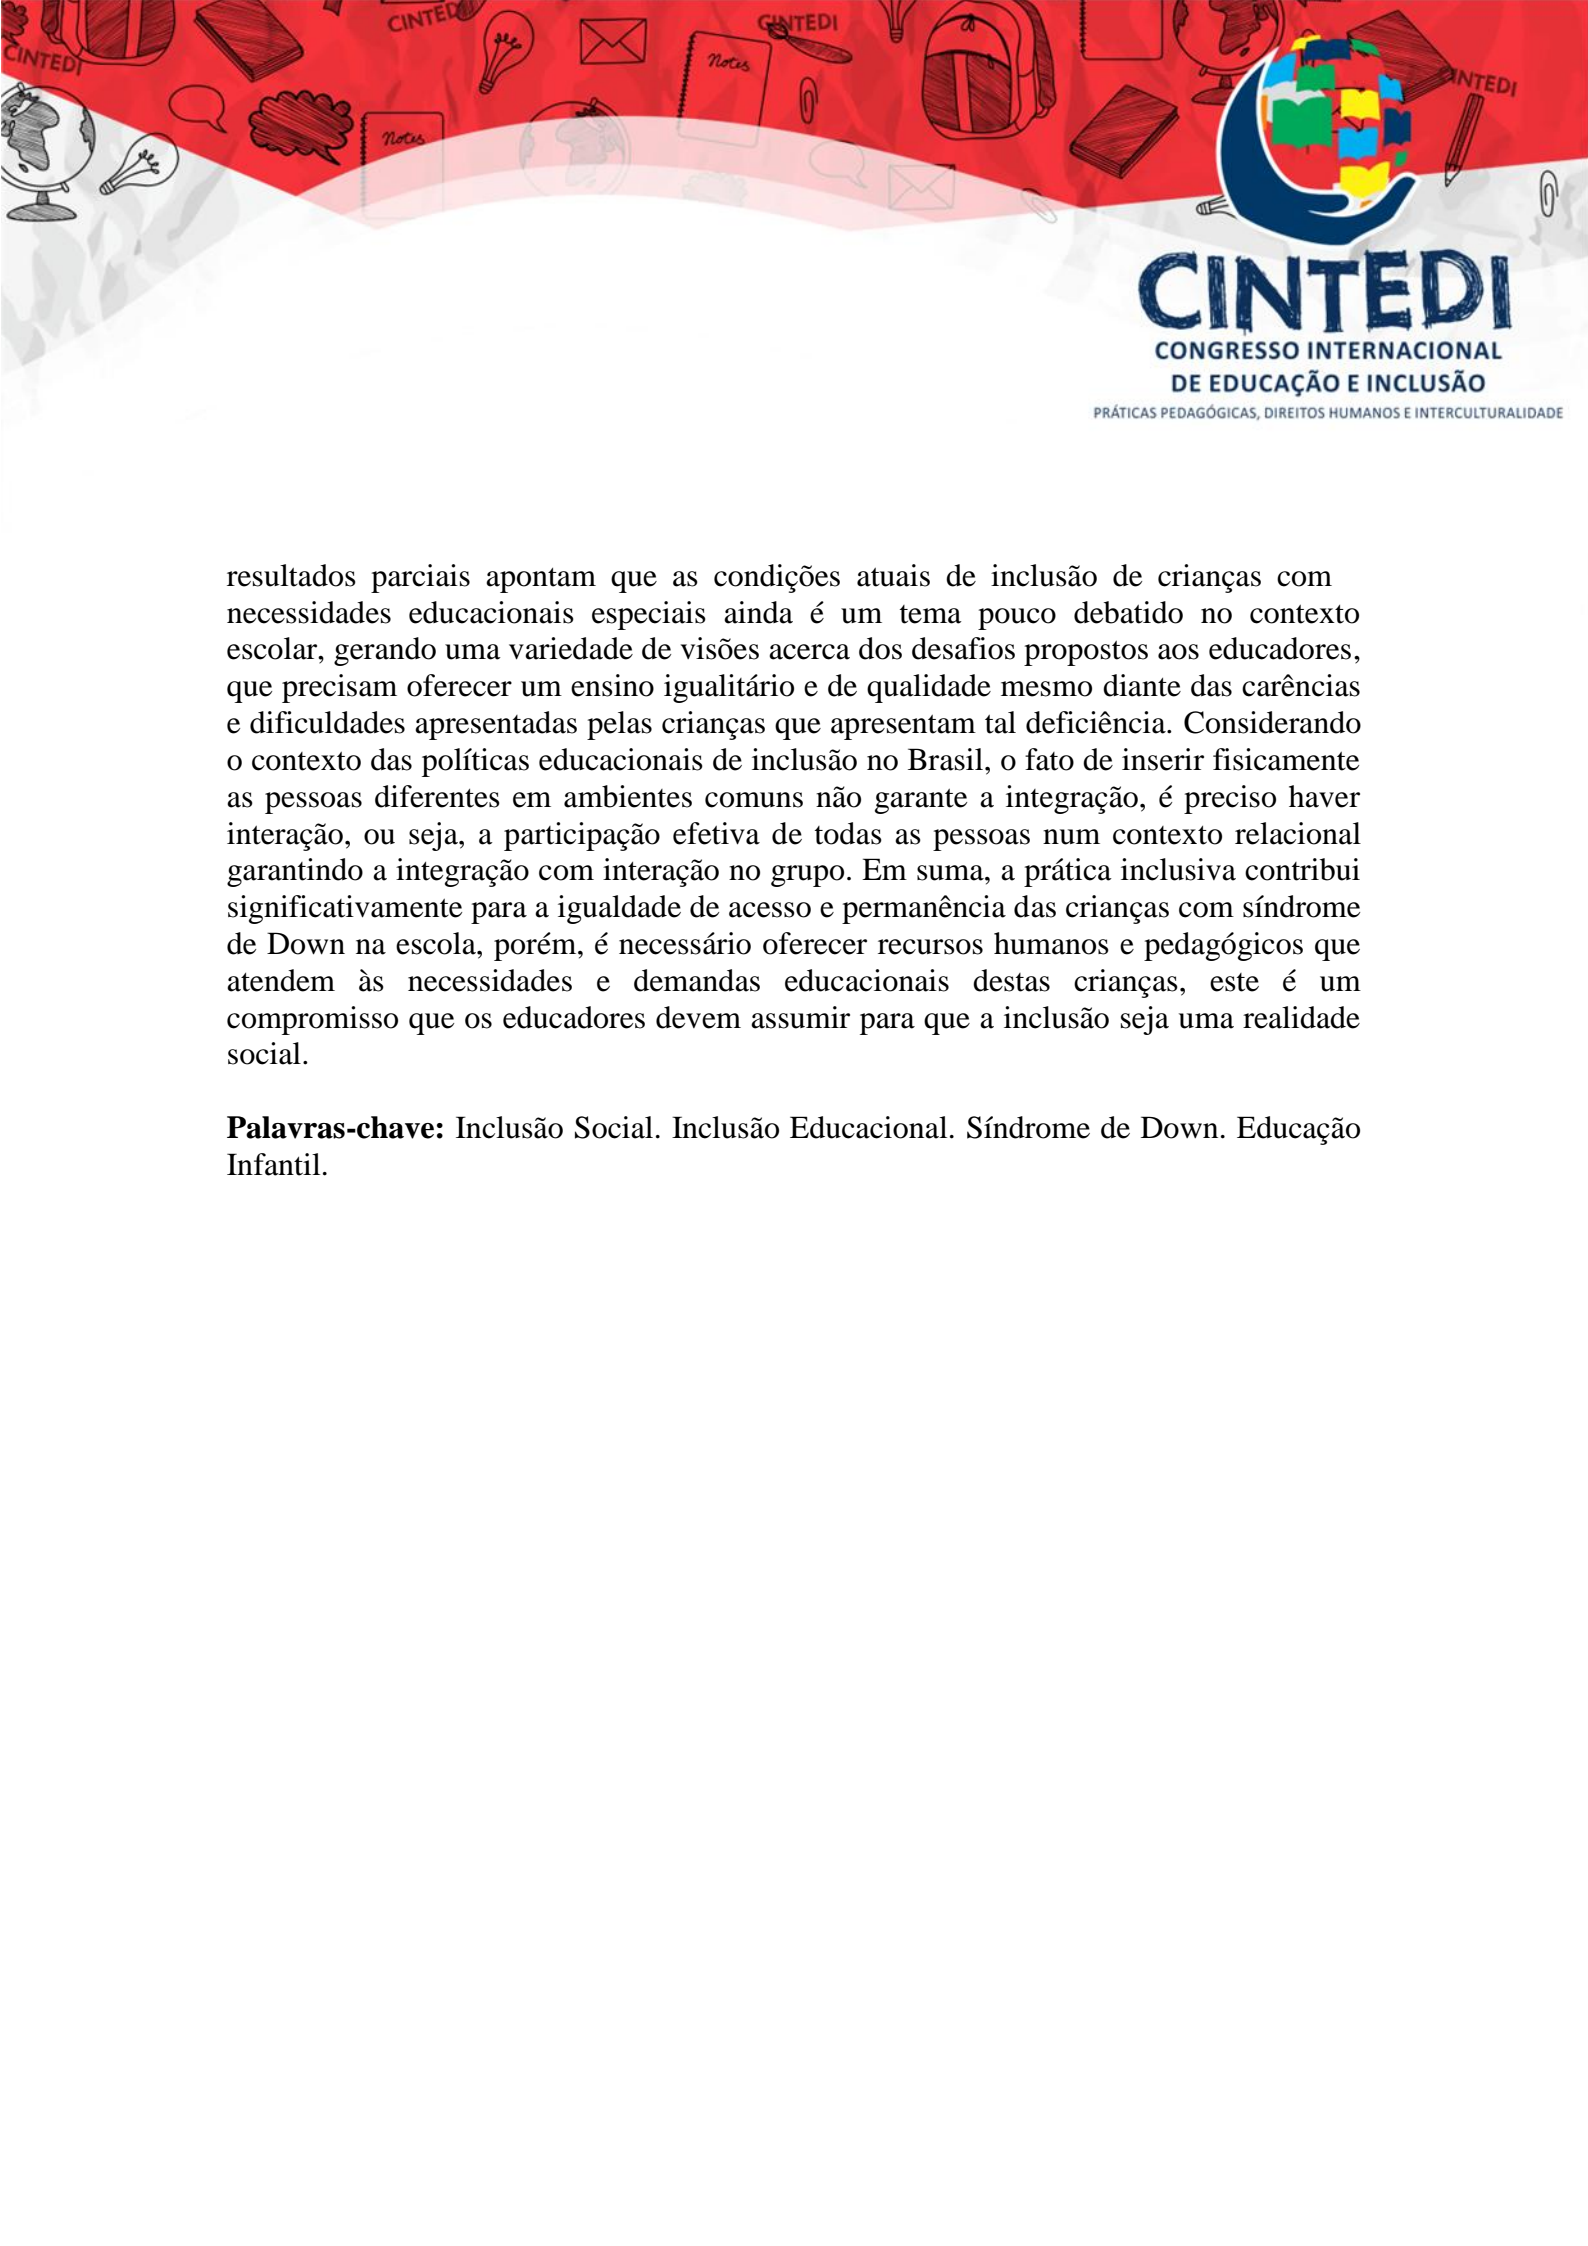 CINTEDI
CINTEDI
CINTEDI
Notes
INTEDI
Notes
CINTEDI
CONGRESSO INTERNACIONAL
DE EDUCAÇÃO E INCLUSÃO
PRÁTICAS PEDAGÓGICAS, DIREITOS HUMANOS E INTERCULTURALIDADE
resultados parciais apontam que as condições atuais de inclusão de crianças com
necessidades educacionais especiais ainda é um tema pouco debatido no contexto
escolar, gerando uma variedade de visões acerca dos desafios propostos aos educadores,
que precisam oferecer um ensino igualitário e de qualidade mesmo diante das carências
e dificuldades apresentadas pelas crianças que apresentam tal deficiência. Considerando
o contexto das políticas educacionais de inclusão no Brasil, o fato de inserir fisicamente
as pessoas diferentes em ambientes comuns não garante a integração, é preciso haver
interação, ou seja, a participação efetiva de todas as pessoas num contexto relacional
garantindo a integração com interação no grupo. Em suma, a prática inclusiva contribui
significativamente para a igualdade de acesso e permanência das crianças com síndrome
de Down na escola, porém, é necessário oferecer recursos humanos e pedagógicos que
atendem às necessidades e demandas educacionais destas crianças, este é um
compromisso que os educadores devem assumir para que a inclusão seja uma realidade
social.
Palavras-chave: Inclusão Social. Inclusão Educacional. Síndrome de Down. Educação
Infantil.